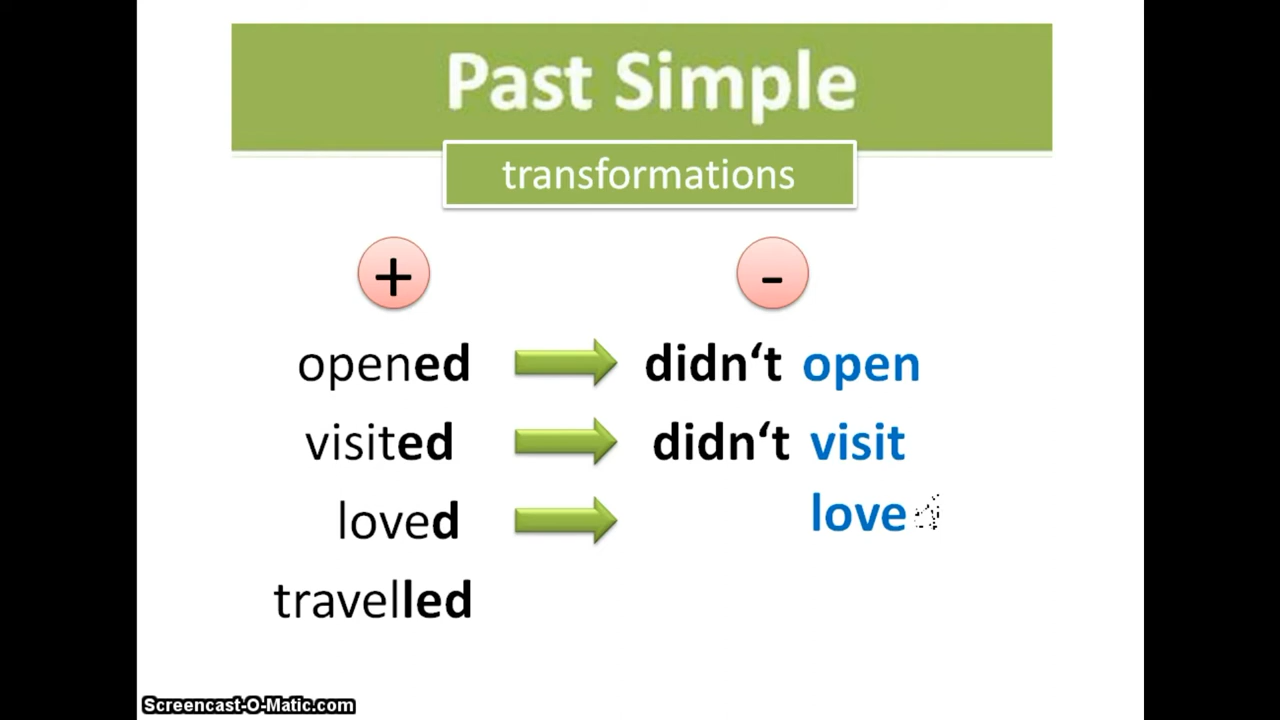 Past Simple
transformations
+ -
opened didn‘t open
visited didn‘t visit
loved love
travelled
Screencast-O-Matic.com